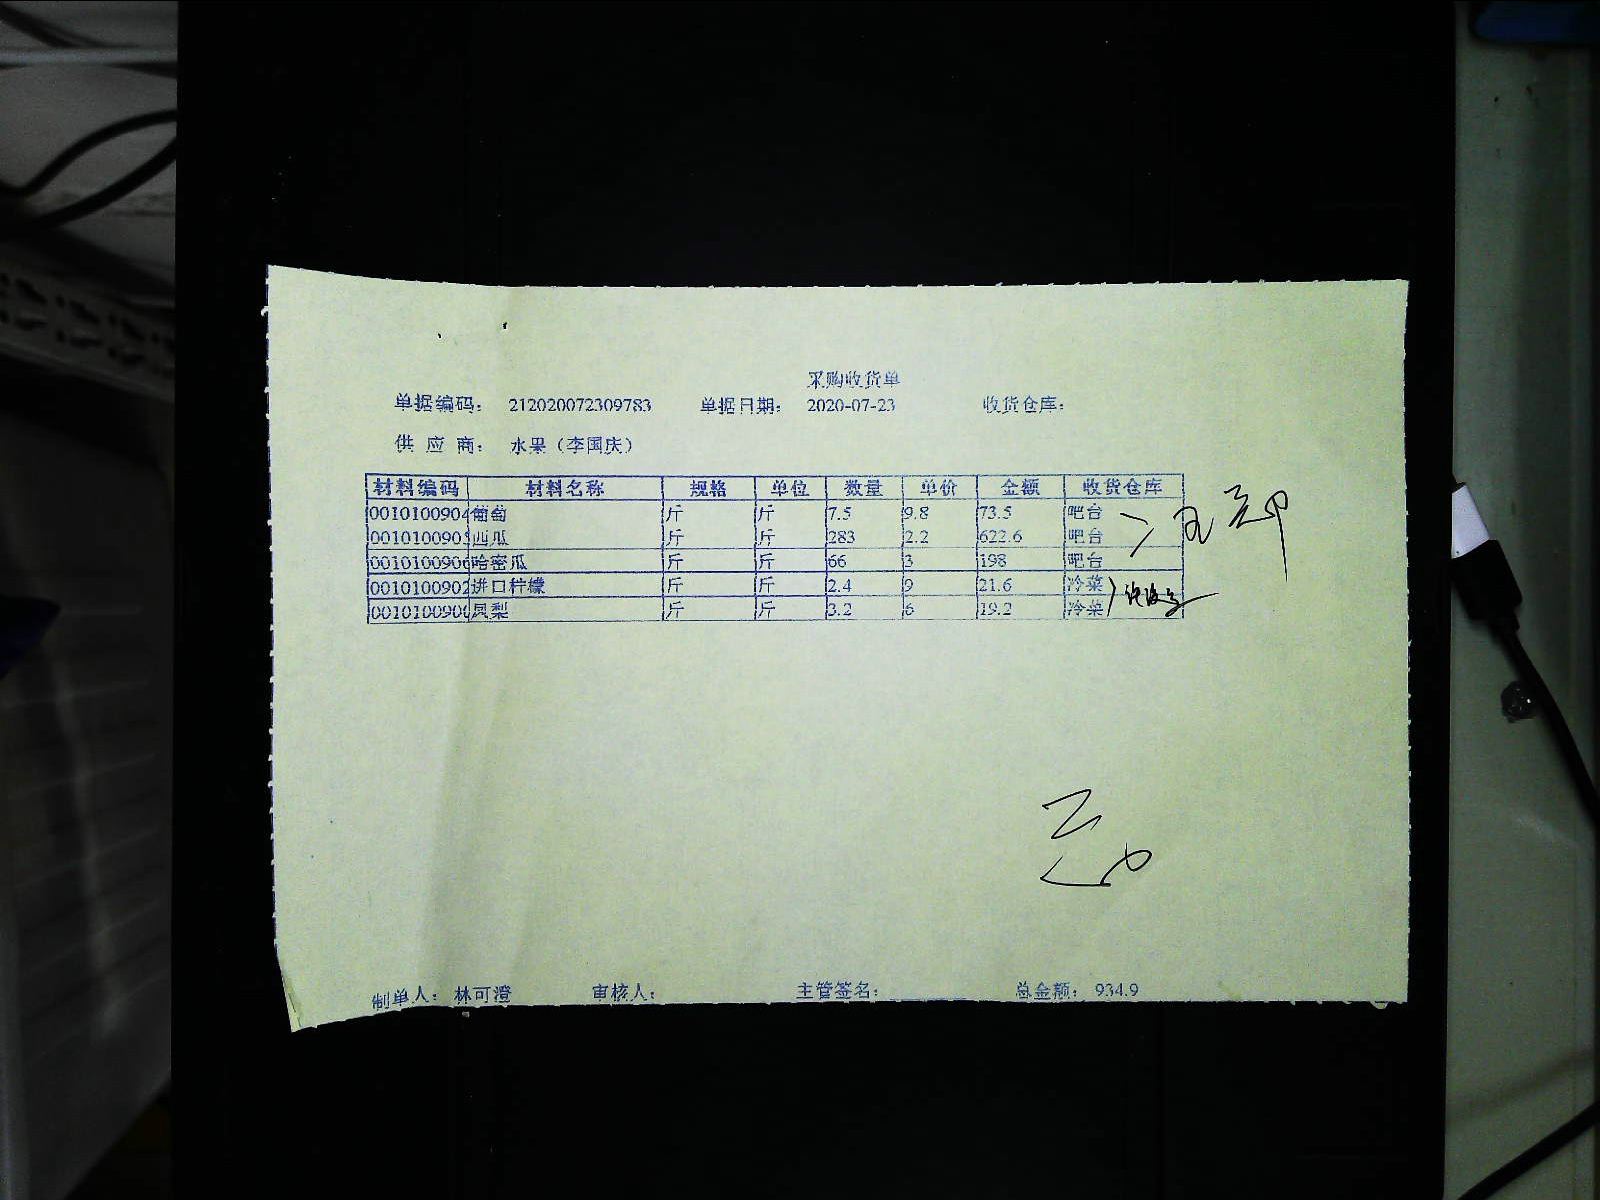 采购收货单
单据编码： 212020072309783 单据日期： 2020-07-23 收货仓库：
供 应 商： 水果（李国庆）
材料编码 材料名称 规格 单位 数量 单价 金额 收货仓库
0010100904 葡萄 斤 斤 7.5 9.8 73.5 吧台
0010100905 西瓜 斤 斤 283 2.2 622.6 吧台
0010100906 哈密瓜 斤 斤 66 3 198 吧台
0010100902 进口柠檬 斤 斤 2.4 9 21.6 冷菜
0010100900 凤梨 斤 斤 3.2 6 19.2 冷菜
制单人： 林可澄 审核人： 主管签名： 总金额： 934.9